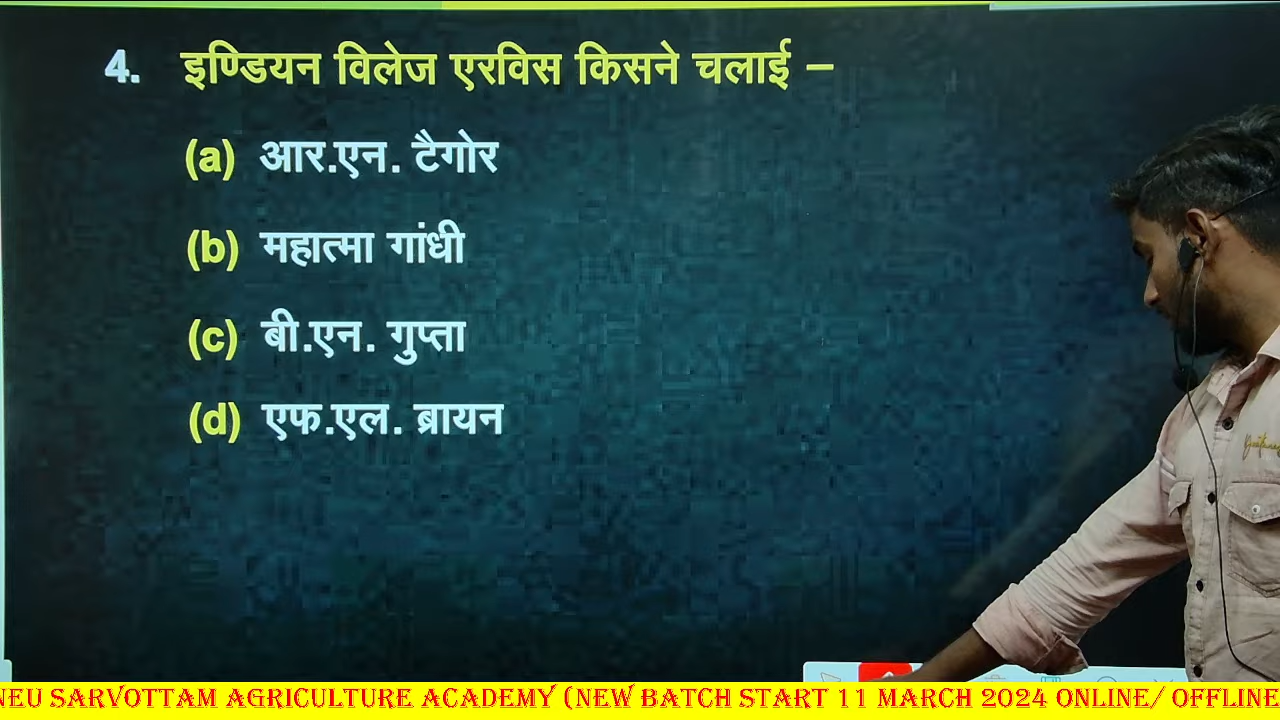 4. इण्डियन विलेज एरविस किसने चलाई –
(a) आर.एन. टैगोर
(b) महात्मा गांधी
(c) बी.एन. गुप्ता
(d) एफ.एल. ब्रायन
NEU SARVOTTAM AGRICULTURE ACADEMY (NEW BATCH START 11 MARCH 2024 ONLINE/ OFFLINE